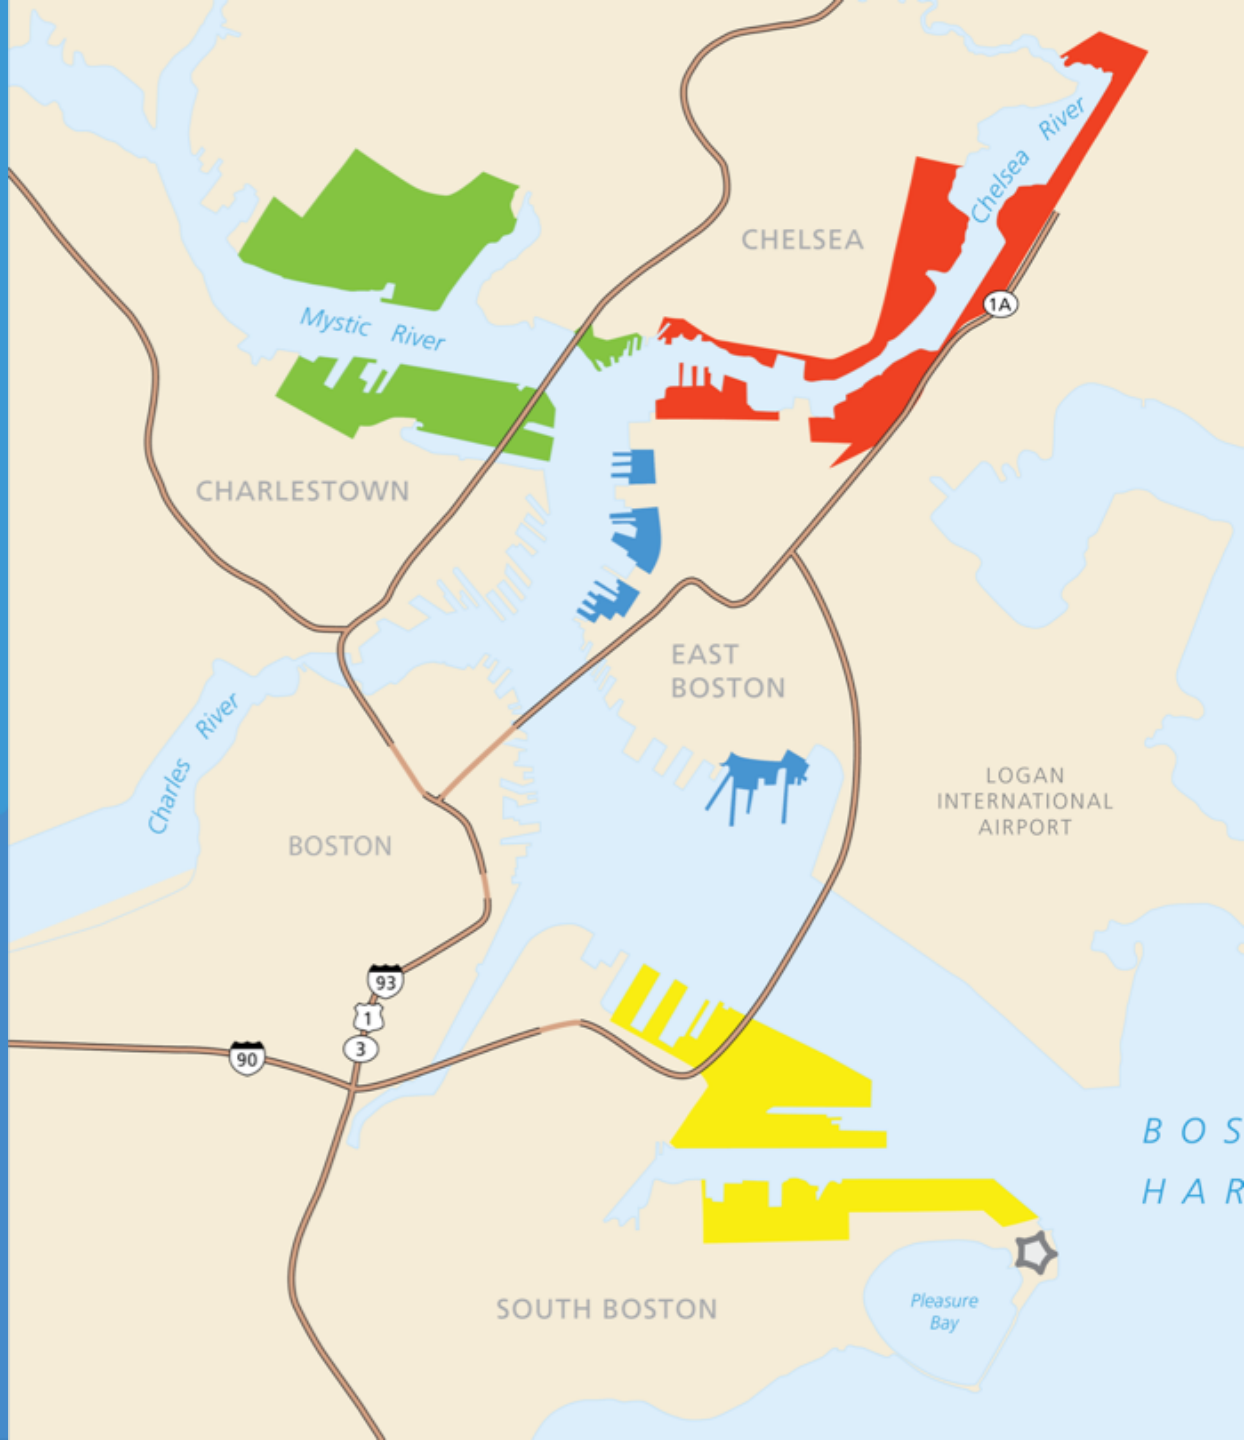 Chelsea River
CHELSEA
1A
Mystic River
CHARLESTOWN
EAST
BOSTON
Charles River
LOGAN
INTERNATIONAL
AIRPORT
BOSTON
93
1
3
90
BOS
HAR
SOUTH BOSTON
Pleasure
Bay